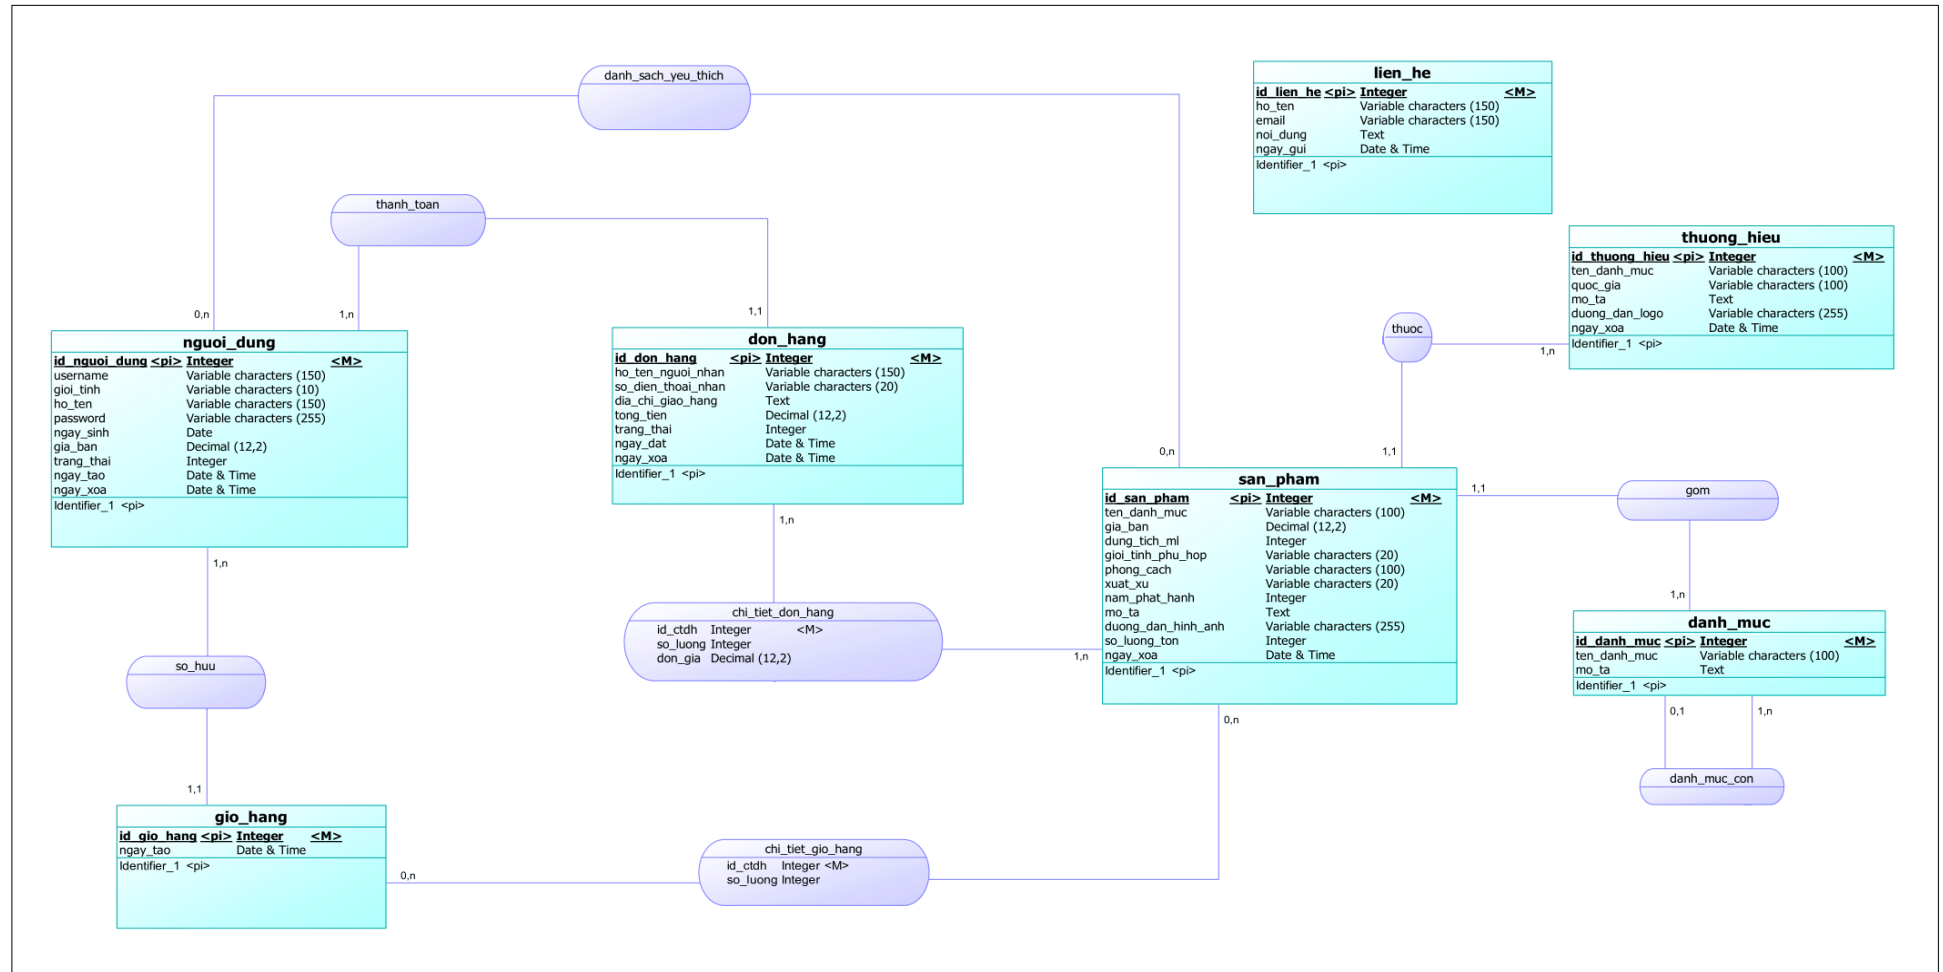 danh_sach_yeu_thich
lien_he
id_lien_he <pi> Integer <M>
ho_ten Variable characters (150)
email Variable characters (150)
noi_dung Text
ngay_gui Date & Time
Identifier_1 <pi>
thanh_toan
thuong_hieu
id_thuong_hieu <pi> Integer <M>
ten_danh_muc Variable characters (100)
quoc_gia Variable characters (100)
mo_ta Text
duong_dan_logo Variable characters (255)
ngay_xoa Date & Time
Identifier_1 <pi>
0,n
1,n
1,1
thuoc
1,n
1,1
nguoi_dung
id_nguoi_dung <pi> Integer <M>
username Variable characters (150)
gioi_tinh Variable characters (10)
ho_ten Variable characters (150)
password Variable characters (255)
ngay_sinh Date
gia_ban Decimal (12,2)
trang_thai Integer
ngay_tao Date & Time
ngay_xoa Date & Time
Identifier_1 <pi>
don_hang
id_don_hang <pi> Integer <M>
ho_ten_nguoi_nhan Variable characters (150)
so_dien_thoai_nhan Variable characters (20)
dia_chi_giao_hang Text
tong_tien Decimal (12,2)
trang_thai Integer
ngay_dat Date & Time
ngay_xoa Date & Time
Identifier_1 <pi>
0,n
san_pham
id_san_pham <pi> Integer <M>
ten_danh_muc Variable characters (100)
gia_ban Decimal (12,2)
dung_tich_ml Integer
gioi_tinh_phu_hop Variable characters (20)
phong_cach Variable characters (100)
xuat_xu Variable characters (20)
nam_phat_hanh Integer
mo_ta Text
duong_dan_hinh_anh Variable characters (255)
so_luong_ton Integer
ngay_xoa Date & Time
Identifier_1 <pi>
1,1
gom
1,n
1,n
1,n
chi_tiet_don_hang
id_ctdh Integer <M>
so_luong Integer
don_gia Decimal (12,2)
1,n
danh_muc
id_danh_muc <pi> Integer <M>
ten_danh_muc Variable characters (100)
mo_ta Text
Identifier_1 <pi>
so_huu
0,1
1,n
0,n
danh_muc_con
1,1
gio_hang
id_gio_hang <pi> Integer <M>
ngay_tao Date & Time
Identifier_1 <pi>
0,n
chi_tiet_gio_hang
id_ctdh Integer <M>
so_luong Integer